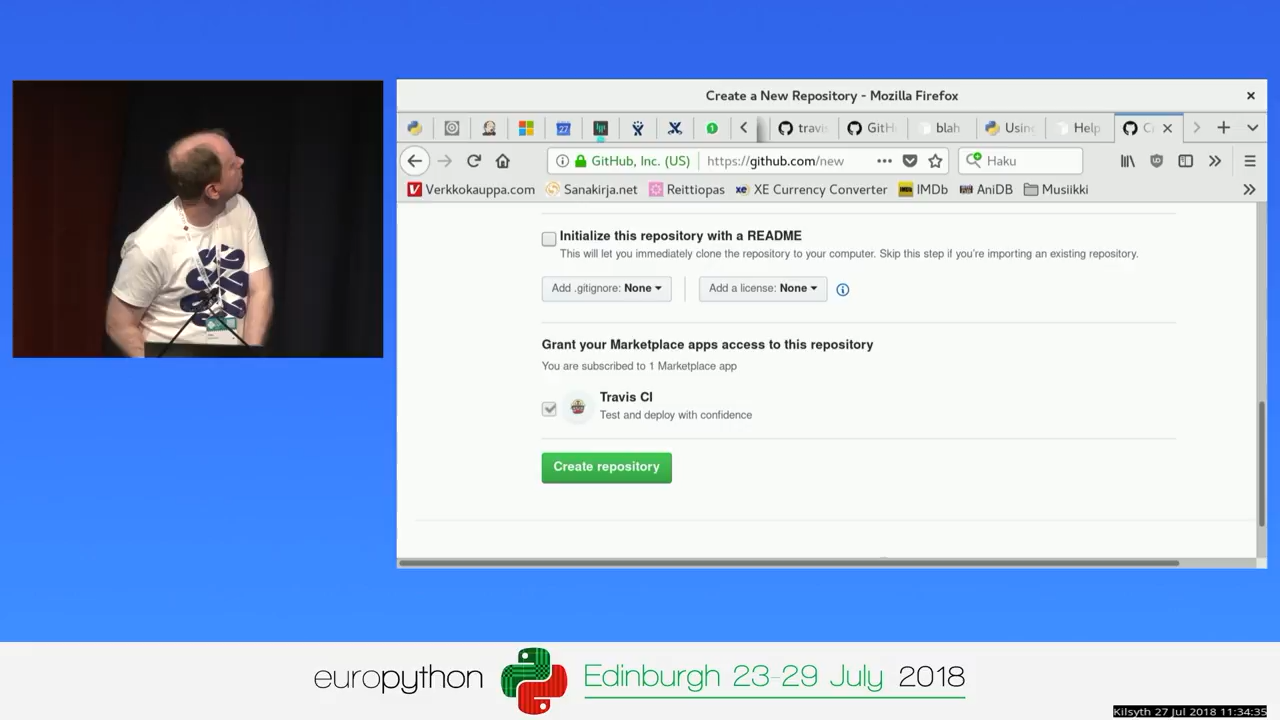 Create a New Repository - Mozilla Firefox
travis
GitH
blah
Using
Help
GitHub, Inc. (US)
https://github.com/new
Haku
Verkkokauppa.com
Sanakirja.net
Reittiopas
XE Currency Converter
IMDb
AniDB
Musiikki
Initialize this repository with a README
This will let you immediately clone the repository to your computer. Skip this step if you're importing an existing repository.
Add .gitignore: None
Add a license: None
Grant your Marketplace apps access to this repository
You are subscribed to 1 Marketplace app
Travis CI
Test and deploy with confidence
Create repository
europython
Edinburgh 23-29 July 2018
Kilsyth 27 Jul 2018 11:34:35